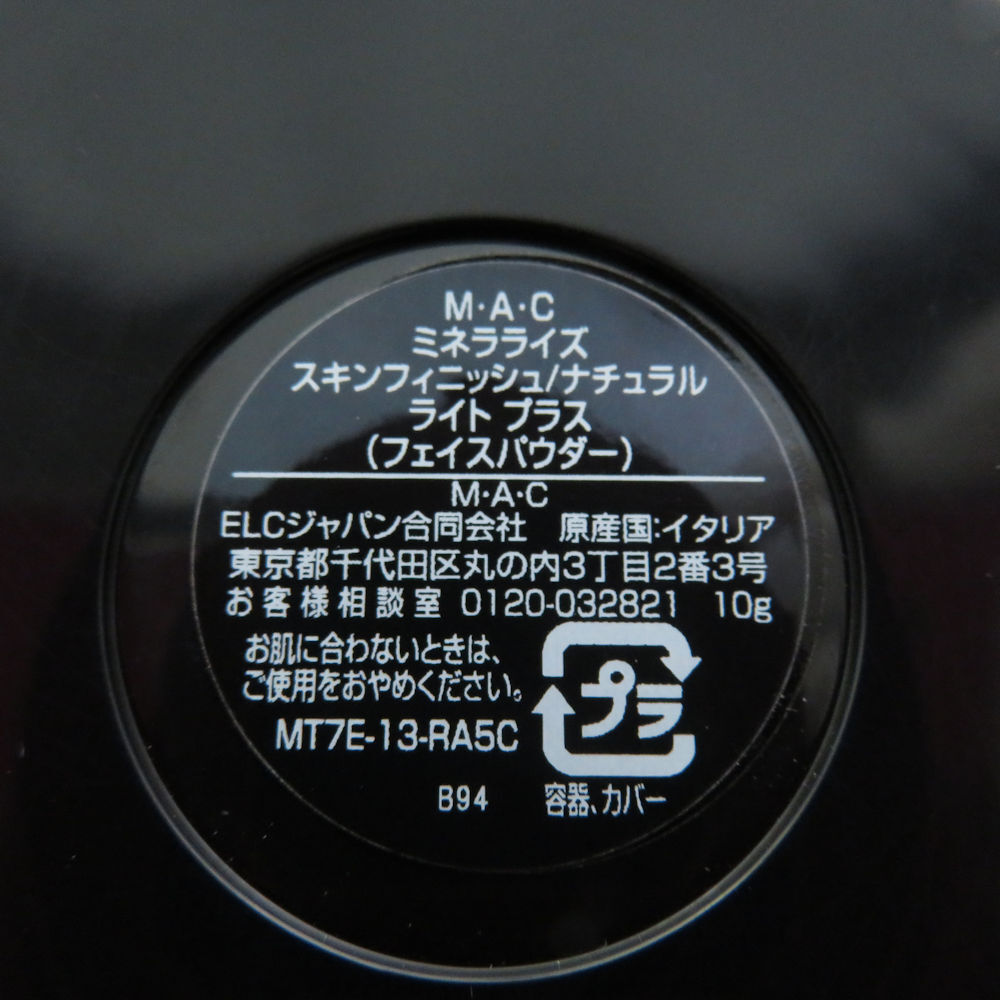 M・A・C
ミネラライズ
スキンフィニッシュ/ナチュラル
ライト プラス
(フェイスパウダー)
M・A・C
ELCジャパン合同会社 原産国:イタリア
東京都千代田区丸の内3丁目2番3号
お客様相談室 0120-032821 10g
お肌に合わないときは、
ご使用をおやめください。
プラ
MT7E-13-RA5C
B94 容器、カバー